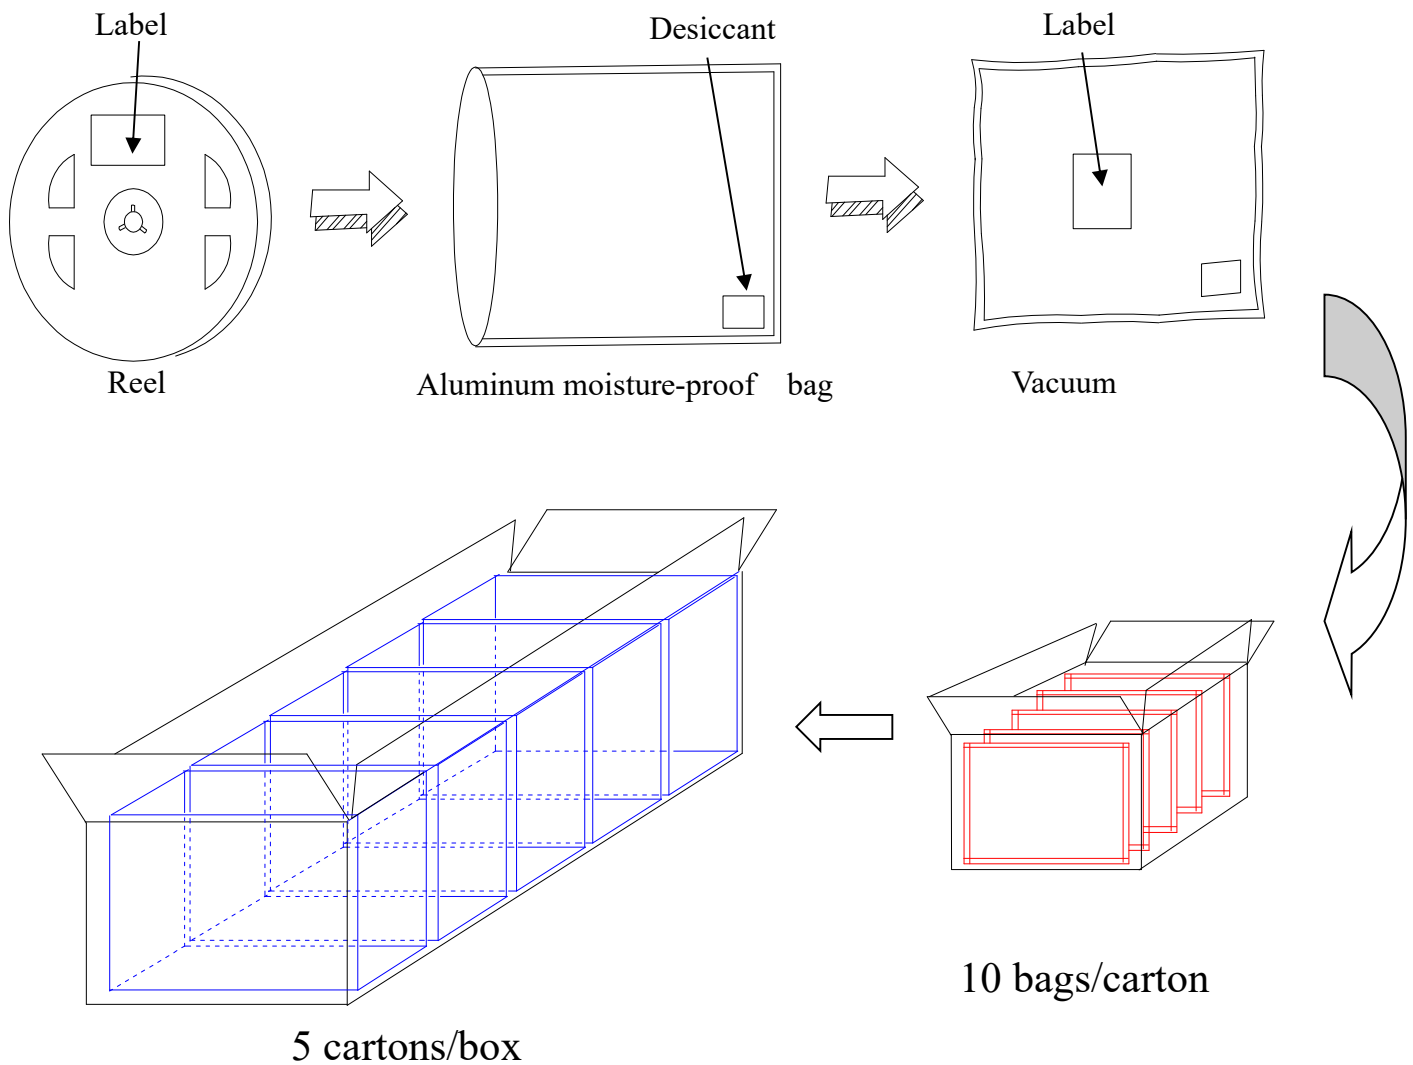 Label
Desiccant
Label
Reel
Aluminum moisture-proof bag
Vacuum
10 bags/carton
5 cartons/box